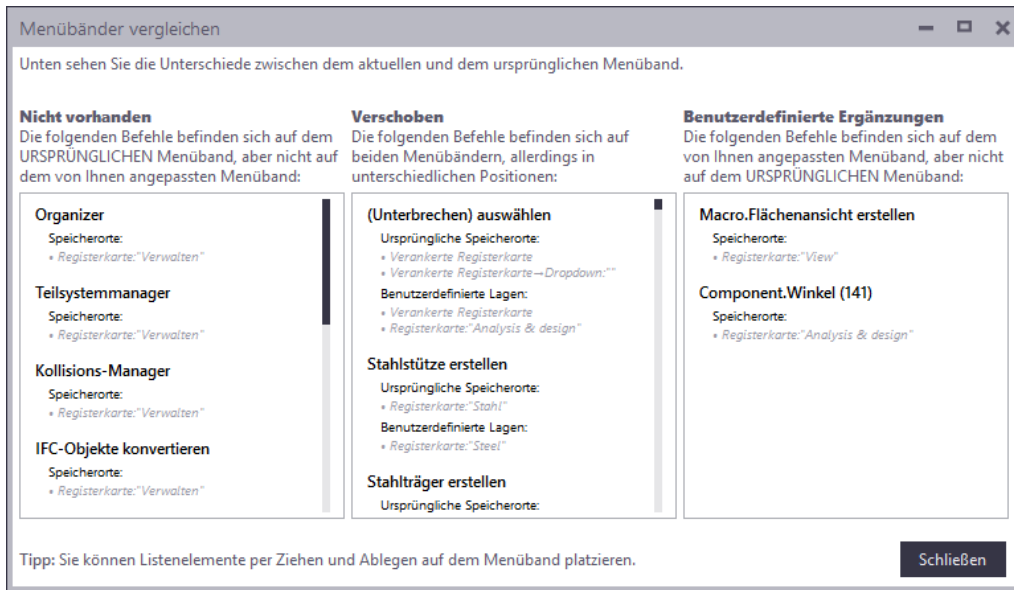 Menübänder vergleichen
Unten sehen Sie die Unterschiede zwischen dem aktuellen und dem ursprünglichen Menüband.
Nicht vorhanden
Die folgenden Befehle befinden sich auf dem
URSPRÜNGLICHEN Menüband, aber nicht auf
dem von Ihnen angepassten Menüband:
Organizer
Speicherorte:
• Registerkarte:"Verwalten"
Teilsystemmanager
Speicherorte:
• Registerkarte:"Verwalten"
Kollisions-Manager
Speicherorte:
• Registerkarte:"Verwalten"
IFC-Objekte konvertieren
Speicherorte:
• Registerkarte:"Verwalten"
Verschoben
Die folgenden Befehle befinden sich auf
beiden Menübändern, allerdings in
unterschiedlichen Positionen:
(Unterbrechen) auswählen
Ursprüngliche Speicherorte:
• Verankerte Registerkarte
• Verankerte Registerkarte→Dropdown:""
Benutzerdefinierte Lagen:
• Verankerte Registerkarte
• Registerkarte:"Analysis & design"
Stahlstütze erstellen
Ursprüngliche Speicherorte:
• Registerkarte:"Stahl"
Benutzerdefinierte Lagen:
• Registerkarte:"Steel"
Stahlträger erstellen
Ursprüngliche Speicherorte:
Benutzerdefinierte Ergänzungen
Die folgenden Befehle befinden sich auf dem
von Ihnen angepassten Menüband, aber nicht
auf dem URSPRÜNGLICHEN Menüband:
Macro.Flächenansicht erstellen
Speicherorte:
• Registerkarte:"View"
Component.Winkel (141)
Speicherorte:
• Registerkarte:"Analysis & design"
Tipp: Sie können Listenelemente per Ziehen und Ablegen auf dem Menüband platzieren.
Schließen